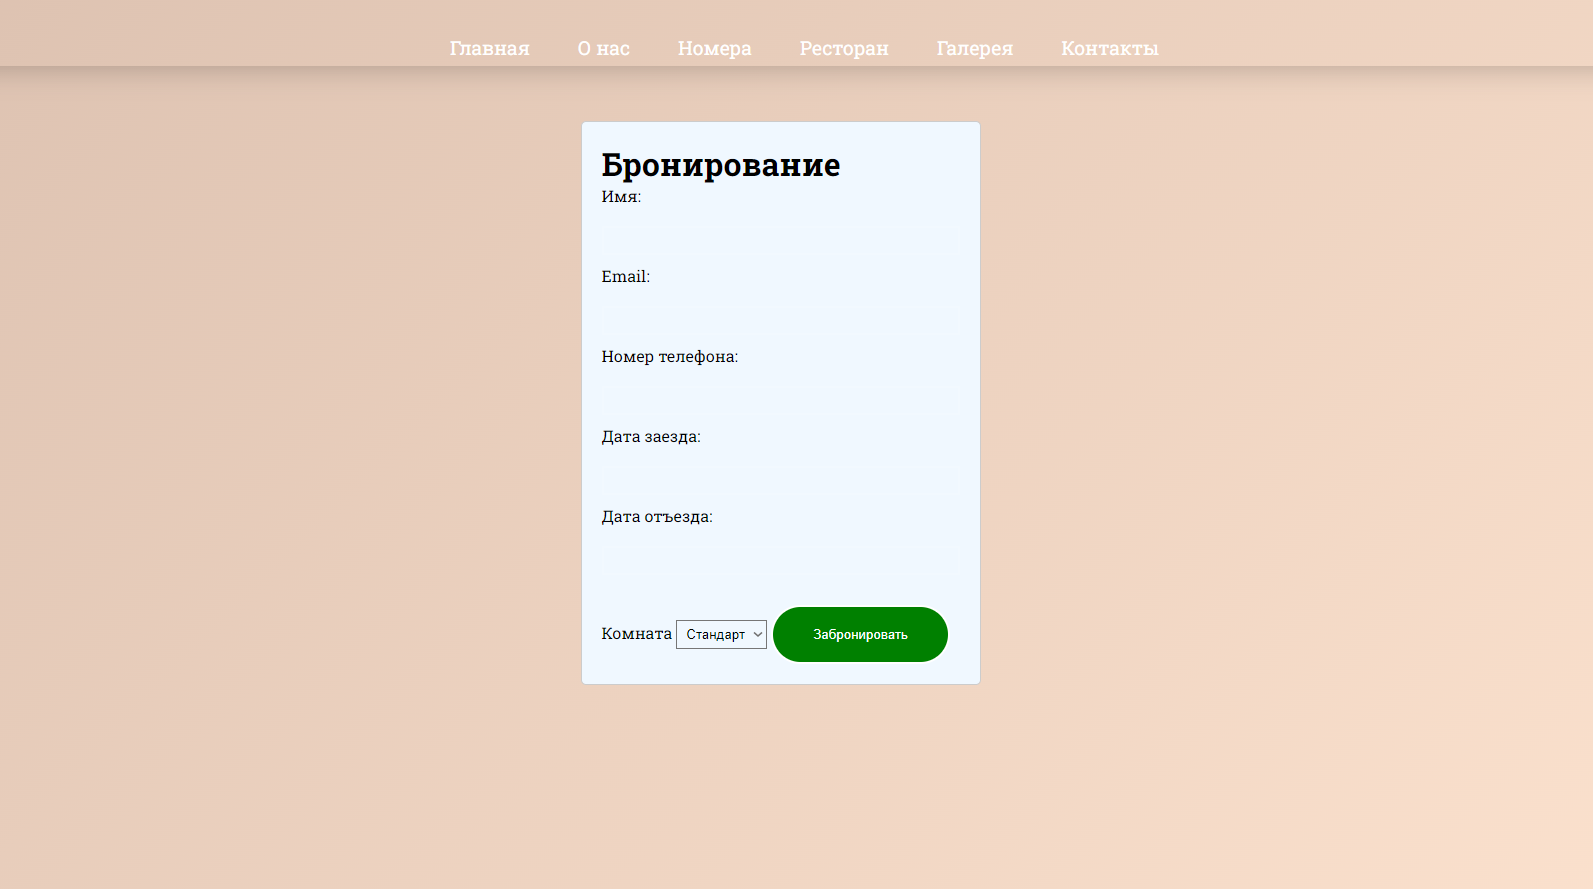 Главная О нас Номера Ресторан Галерея Контакты
Бронирование
Имя:
Email:
Номер телефона:
Дата заезда:
Дата отъезда:
Комната Стандарт Забронировать